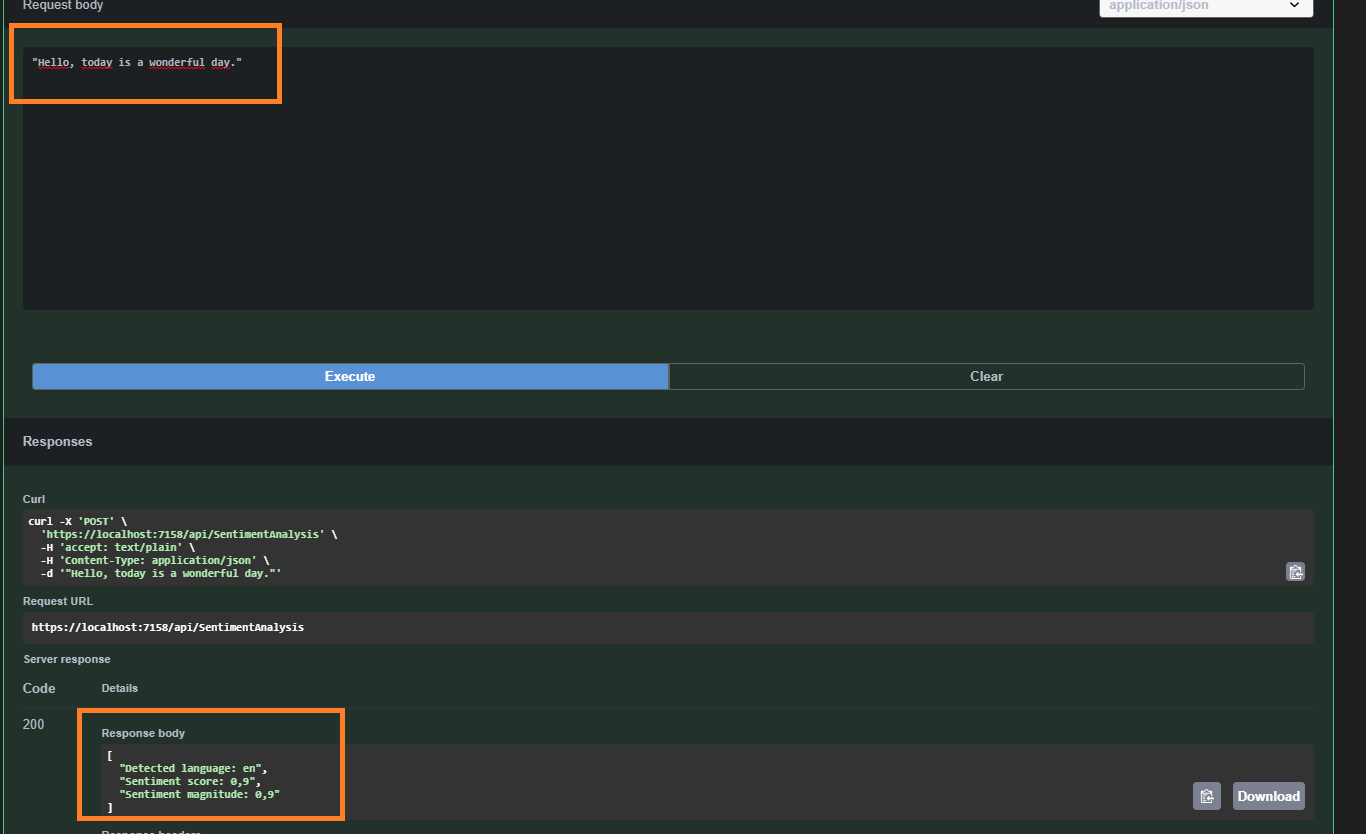 Request body
application/json
"Hello, today is a wonderful day."
Execute
Clear
Responses
Curl
curl -X 'POST' \
'https://localhost:7158/api/SentimentAnalysis' \
-H 'accept: text/plain' \
-H 'Content-Type: application/json' \
-d '"Hello, today is a wonderful day."'
Request URL
https://localhost:7158/api/SentimentAnalysis
Server response
Code
Details
200
Response body
[
"Detected language: en",
"Sentiment score: 0,9",
"Sentiment magnitude: 0,9"
]
Download
Response headers